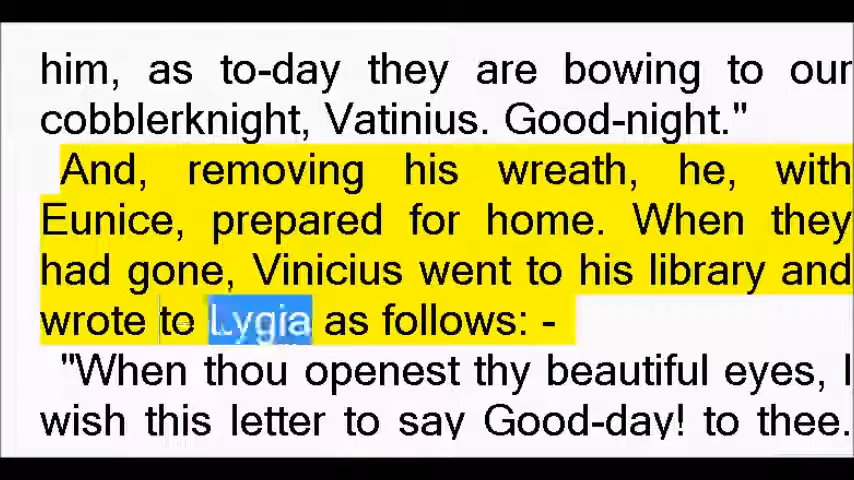 him, as to-day they are bowing to our
cobblerknight, Vatinius. Good-night."
And, removing his wreath, he, with
Eunice, prepared for home. When they
had gone, Vinicius went to his library and
wrote to Lygia as follows: -
"When thou openest thy beautiful eyes, I
wish this letter to say Good-day! to thee.